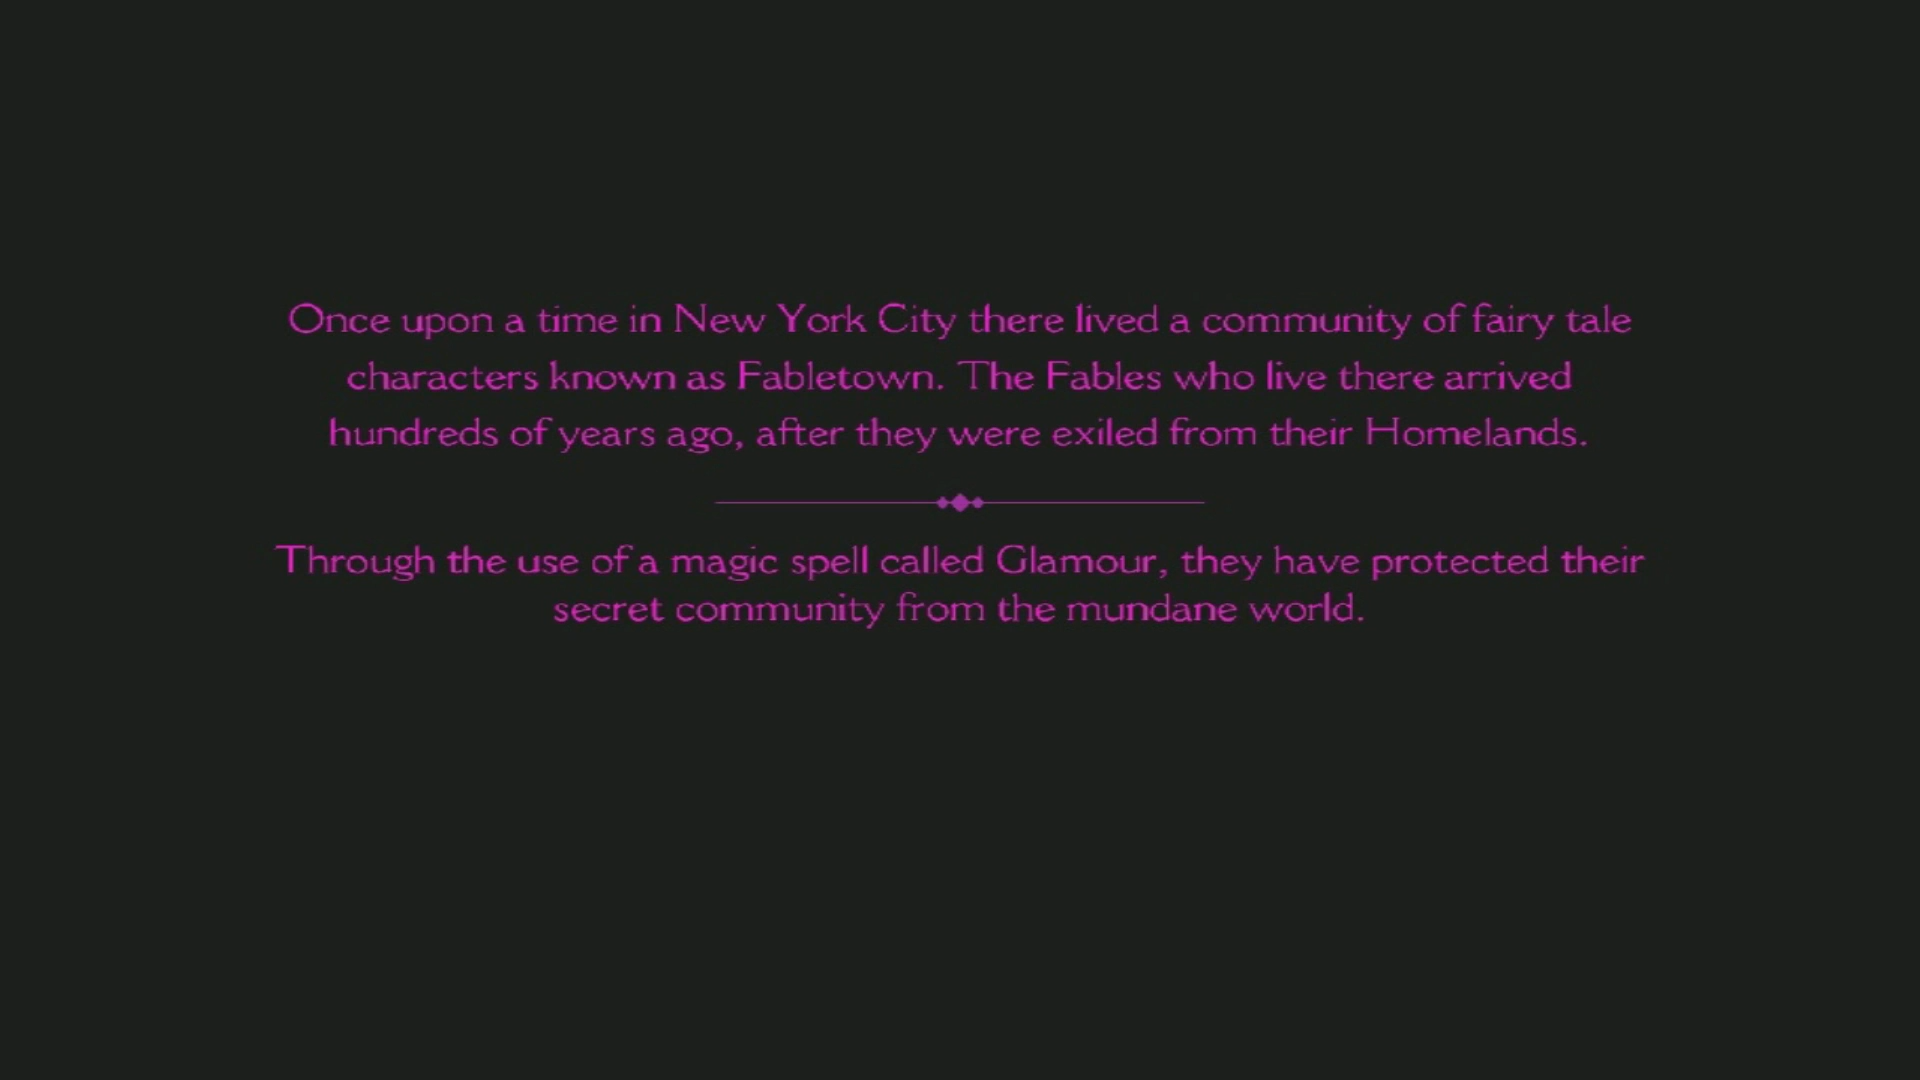 Once upon a time in New York City there lived a community of fairy tale
characters known as Fabletown. The Fables who live there arrived
hundreds of years ago, after they were exiled from their Homelands.
Through the use of a magic spell called Glamour, they have protected their
secret community from the mundane world.